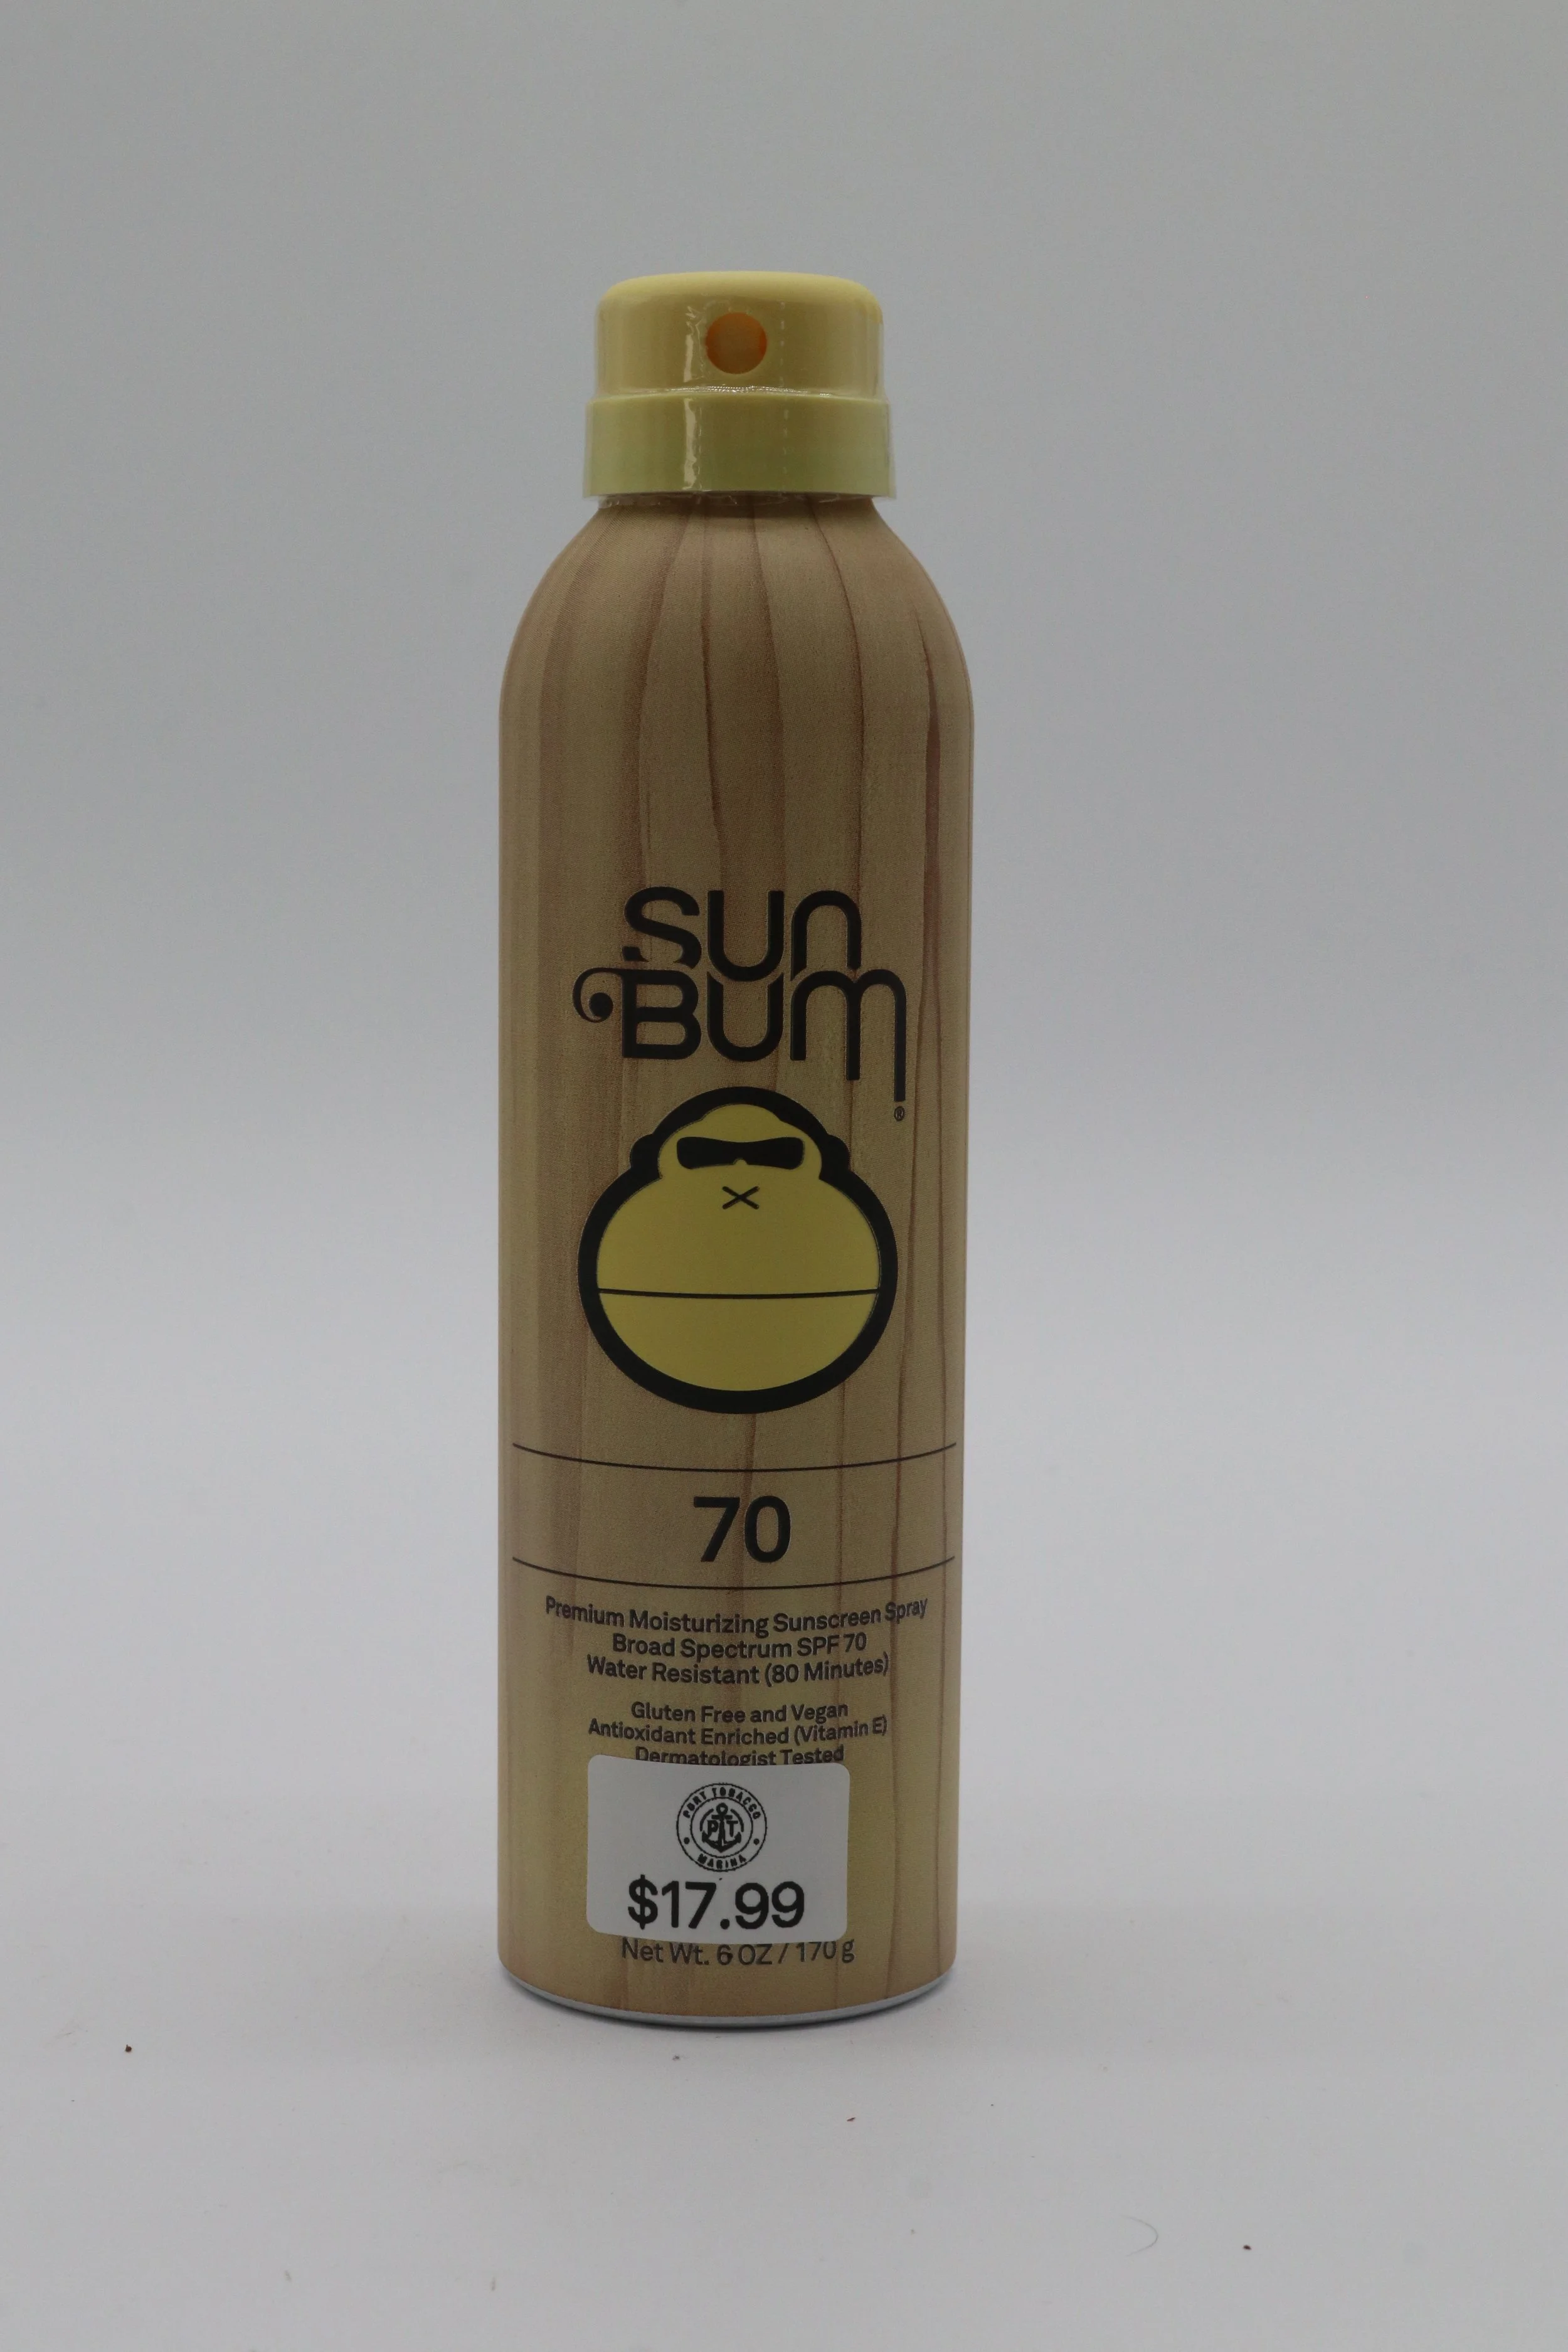 sun
Bum®
70
Premium Moisturizing Sunscreen Spray
Broad Spectrum SPF 70
Water Resistant (80 Minutes)
Gluten Free and Vegan
Antioxidant Enriched (Vitamin E)
Dermatologist Tested
PORT TOBACCO
PT
MARINA
$17.99
Net Wt. 6 OZ / 170 g